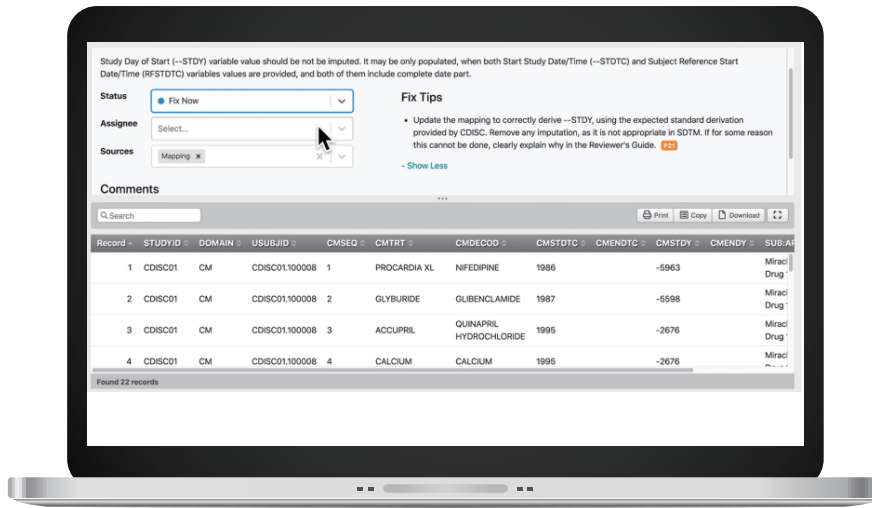 Study Day of Start (--STDY) variable value should be not be imputed. It may be only populated, when both Start Study Date/Time (--STDTC) and Subject Reference Start
Date/Time (RFSTDTC) variables values are provided, and both of them include complete date part.
Status
Fix Now
Assignee
Select...
Sources
Mapping ×
Fix Tips
• Update the mapping to correctly derive --STDY, using the expected standard derivation
provided by CDISC. Remove any imputation, as it is not appropriate in SDTM. If for some reason
this cannot be done, clearly explain why in the Reviewer's Guide. P21
- Show Less
Comments
Search
Print Copy Download
Record STUDYID DOMAIN USUBJID CMSEQ CMTRT CMDECOD CMSTDTC CMENDTC CMSTDY CMENDY
1 CDISC01 CM CDISC01.100008 1 PROCARDIA XL NIFEDIPINE 1986 -5963
2 CDISC01 CM CDISC01.100008 2 GLYBURIDE GLIBENCLAMIDE 1987 -5598
3 CDISC01 CM CDISC01.100008 3 ACCUPRIL QUINAPRIL
HYDROCHLORIDE 1995 -2676
4 CDISC01 CM CDISC01.100008 4 CALCIUM CALCIUM 1995 -2676
Found 22 records